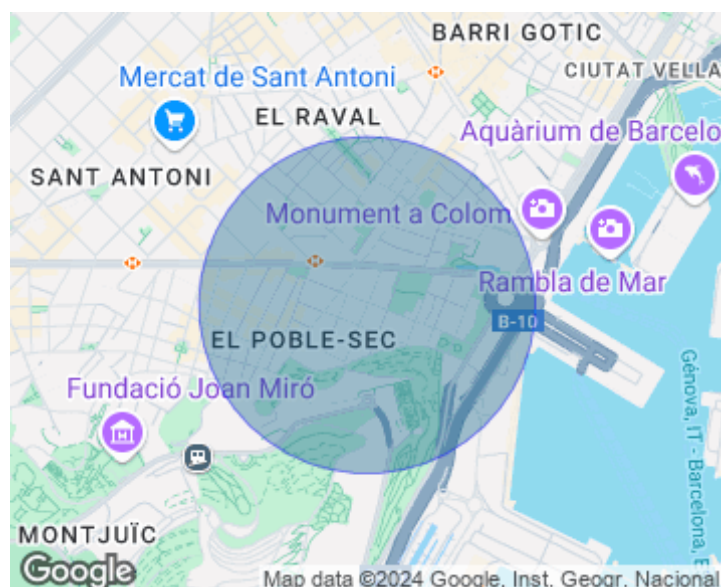 BARRI GOTIC
CIUTAT VELLA
Mercat de Sant Antoni
EL RAVAL
Aquàrium de Barcelo
SANT ANTONI
Monument a Colom
Rambla de Mar
B-10
EL POBLE-SEC
Fundació Joan Miró
Génova, IT - Barcelona, E
MONTJUÏC
Google
Map data ©2024 Google, Inst. Geogr. Nacional